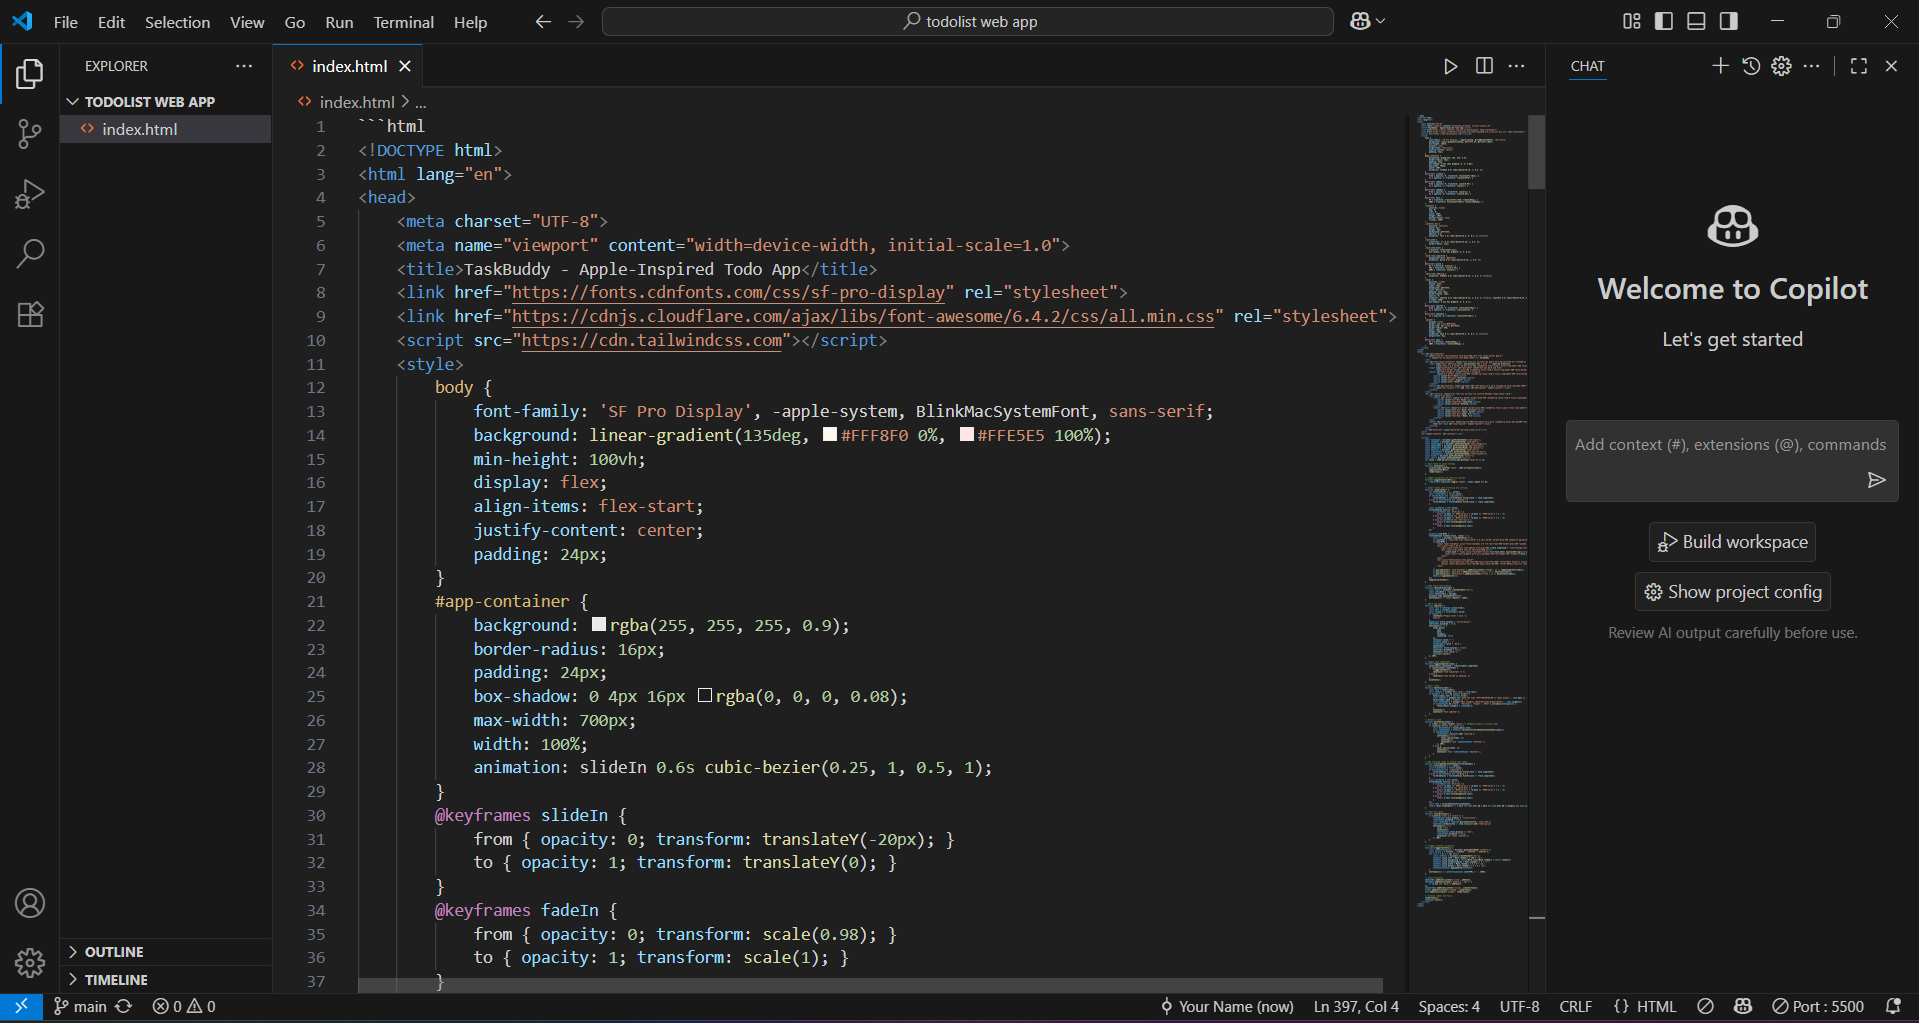 File Edit Selection View Go Run Terminal Help
todolist web app
EXPLORER
TODOLIST WEB APP
index.html
OUTLINE
TIMELINE
index.html
index.html > ...
1 ```html
2 <!DOCTYPE html>
3 <html lang="en">
4 <head>
5 <meta charset="UTF-8">
6 <meta name="viewport" content="width=device-width, initial-scale=1.0">
7 <title>TaskBuddy - Apple-Inspired Todo App</title>
8 <link href="https://fonts.cdnfonts.com/css/sf-pro-display" rel="stylesheet">
9 <link href="https://cdnjs.cloudflare.com/ajax/libs/font-awesome/6.4.2/css/all.min.css" rel="stylesheet">
10 <script src="https://cdn.tailwindcss.com"></script>
11 <style>
12 body {
13 font-family: 'SF Pro Display', -apple-system, BlinkMacSystemFont, sans-serif;
14 background: linear-gradient(135deg, #FFF8F0 0%, #FFE5E5 100%);
15 min-height: 100vh;
16 display: flex;
17 align-items: flex-start;
18 justify-content: center;
19 padding: 24px;
20 }
21 #app-container {
22 background: rgba(255, 255, 255, 0.9);
23 border-radius: 16px;
24 padding: 24px;
25 box-shadow: 0 4px 16px rgba(0, 0, 0, 0.08);
26 max-width: 700px;
27 width: 100%;
28 animation: slideIn 0.6s cubic-bezier(0.25, 1, 0.5, 1);
29 }
30 @keyframes slideIn {
31 from { opacity: 0; transform: translateY(-20px); }
32 to { opacity: 1; transform: translateY(0); }
33 }
34 @keyframes fadeIn {
35 from { opacity: 0; transform: scale(0.98); }
36 to { opacity: 1; transform: scale(1); }
37 }
CHAT
Welcome to Copilot
Let's get started
Add context (#), extensions (@), commands
Build workspace
Show project config
Review AI output carefully before use.
main 0 0 Your Name (now) Ln 397, Col 4 Spaces: 4 UTF-8 CRLF {} HTML Port : 5500